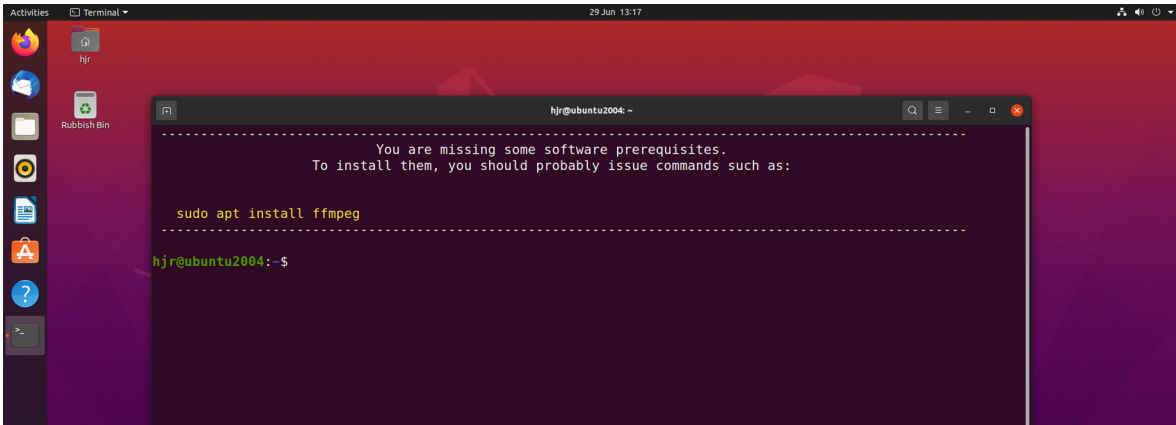 Activities Terminal 29 Jun 13:17
hjr
Rubbish Bin
hjr@ubuntu2004: ~
--------------------------------------------------------------------------------------------------------
You are missing some software prerequisites.
To install them, you should probably issue commands such as:
sudo apt install ffmpeg
--------------------------------------------------------------------------------------------------------
hjr@ubuntu2004:~$